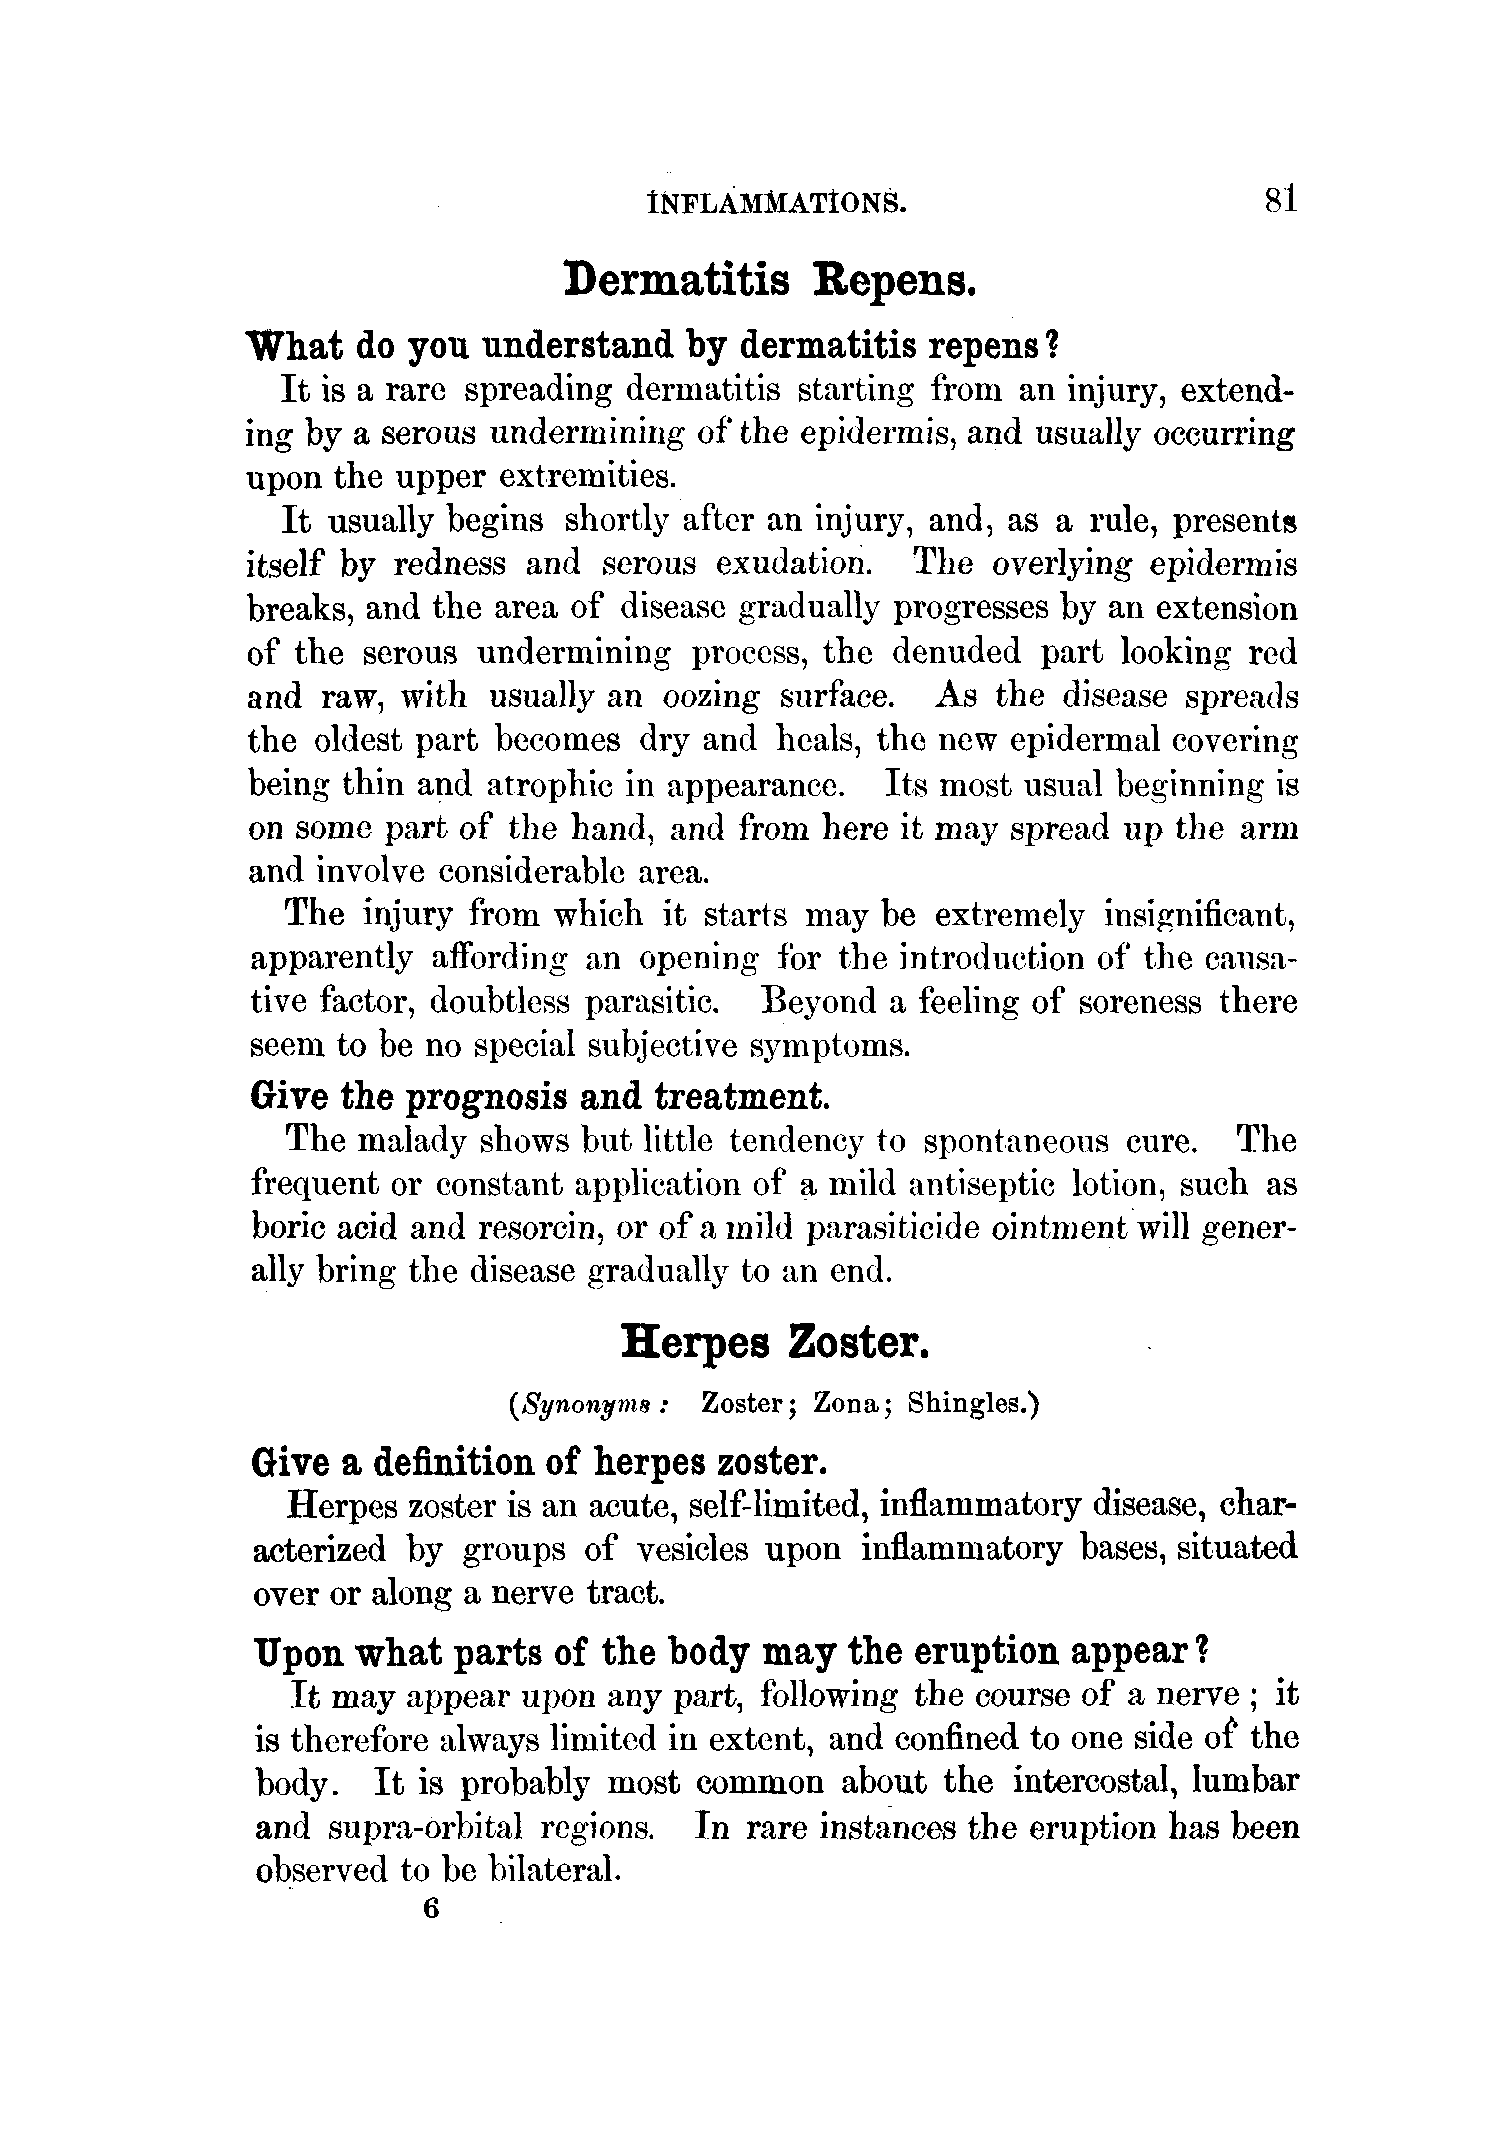 INFLAMMATIONS. 81
Dermatitis Repens.
What do you understand by dermatitis repens?
It is a rare spreading dermatitis starting from an injury, extend-
ing by a serous undermining of the epidermis, and usually occurring
upon the upper extremities.
It usually begins shortly after an injury, and, as a rule, presents
itself by redness and serous exudation. The overlying epidermis
breaks, and the area of disease gradually progresses by an extension
of the serous undermining process, the denuded part looking red
and raw, with usually an oozing surface. As the disease spreads
the oldest part becomes dry and heals, the new epidermal covering
being thin and atrophic in appearance. Its most usual beginning is
on some part of the hand, and from here it may spread up the arm
and involve considerable area.
The injury from which it starts may be extremely insignificant,
apparently affording an opening for the introduction of the causa-
tive factor, doubtless parasitic. Beyond a feeling of soreness there
seem to be no special subjective symptoms.
Give the prognosis and treatment.
The malady shows but little tendency to spontaneous cure. The
frequent or constant application of a mild antiseptic lotion, such as
boric acid and resorcin, or of a mild parasiticide ointment will gener-
ally bring the disease gradually to an end.
Herpes Zoster.
(Synonyms: Zoster; Zona; Shingles.)
Give a definition of herpes zoster.
Herpes zoster is an acute, self-limited, inflammatory disease, char-
acterized by groups of vesicles upon inflammatory bases, situated
over or along a nerve tract.
Upon what parts of the body may the eruption appear?
It may appear upon any part, following the course of a nerve; it
is therefore always limited in extent, and confined to one side of the
body. It is probably most common about the intercostal, lumbar
and supra-orbital regions. In rare instances the eruption has been
observed to be bilateral.
6